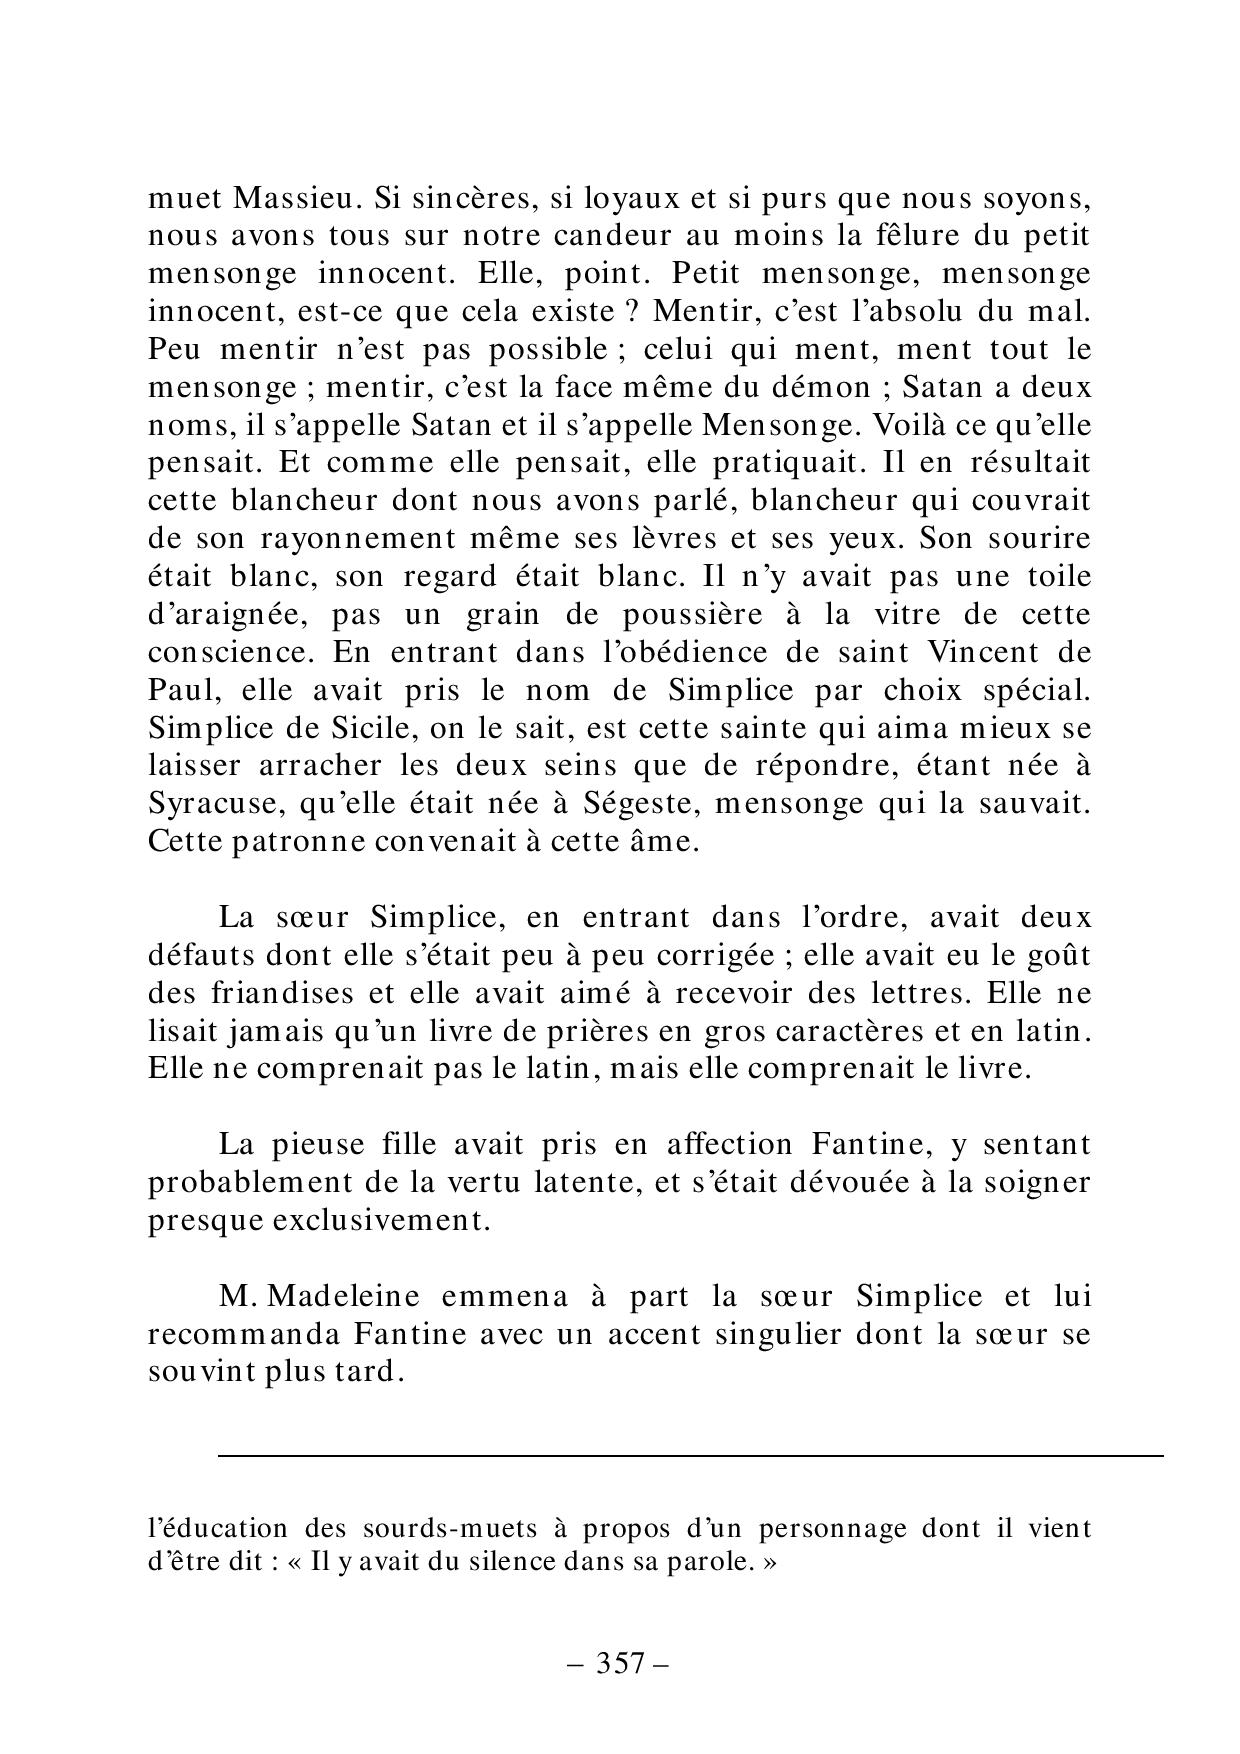 muet Massieu. Si sincères, si loyaux et si purs que nous soyons,
nous avons tous sur notre candeur au moins la fêlure du petit
mensonge innocent. Elle, point. Petit mensonge, mensonge
innocent, est-ce que cela existe ? Mentir, c’est l’absolu du mal.
Peu mentir n’est pas possible ; celui qui ment, ment tout le
mensonge ; mentir, c’est la face même du démon ; Satan a deux
noms, il s’appelle Satan et il s’appelle Mensonge. Voilà ce qu’elle
pensait. Et comme elle pensait, elle pratiquait. Il en résultait
cette blancheur dont nous avons parlé, blancheur qui couvrait
de son rayonnement même ses lèvres et ses yeux. Son sourire
était blanc, son regard était blanc. Il n’y avait pas une toile
d’araignée, pas un grain de poussière à la vitre de cette
conscience. En entrant dans l’obédience de saint Vincent de
Paul, elle avait pris le nom de Simplice par choix spécial.
Simplice de Sicile, on le sait, est cette sainte qui aima mieux se
laisser arracher les deux seins que de répondre, étant née à
Syracuse, qu’elle était née à Ségeste, mensonge qui la sauvait.
Cette patronne convenait à cette âme.
La sœur Simplice, en entrant dans l’ordre, avait deux
défauts dont elle s’était peu à peu corrigée ; elle avait eu le goût
des friandises et elle avait aimé à recevoir des lettres. Elle ne
lisait jamais qu’un livre de prières en gros caractères et en latin.
Elle ne comprenait pas le latin, mais elle comprenait le livre.
La pieuse fille avait pris en affection Fantine, y sentant
probablement de la vertu latente, et s’était dévouée à la soigner
presque exclusivement.
M. Madeleine emmena à part la sœur Simplice et lui
recommanda Fantine avec un accent singulier dont la sœur se
souvint plus tard.
l’éducation des sourds-muets à propos d’un personnage dont il vient
d’être dit : « Il y avait du silence dans sa parole. »
– 357 –